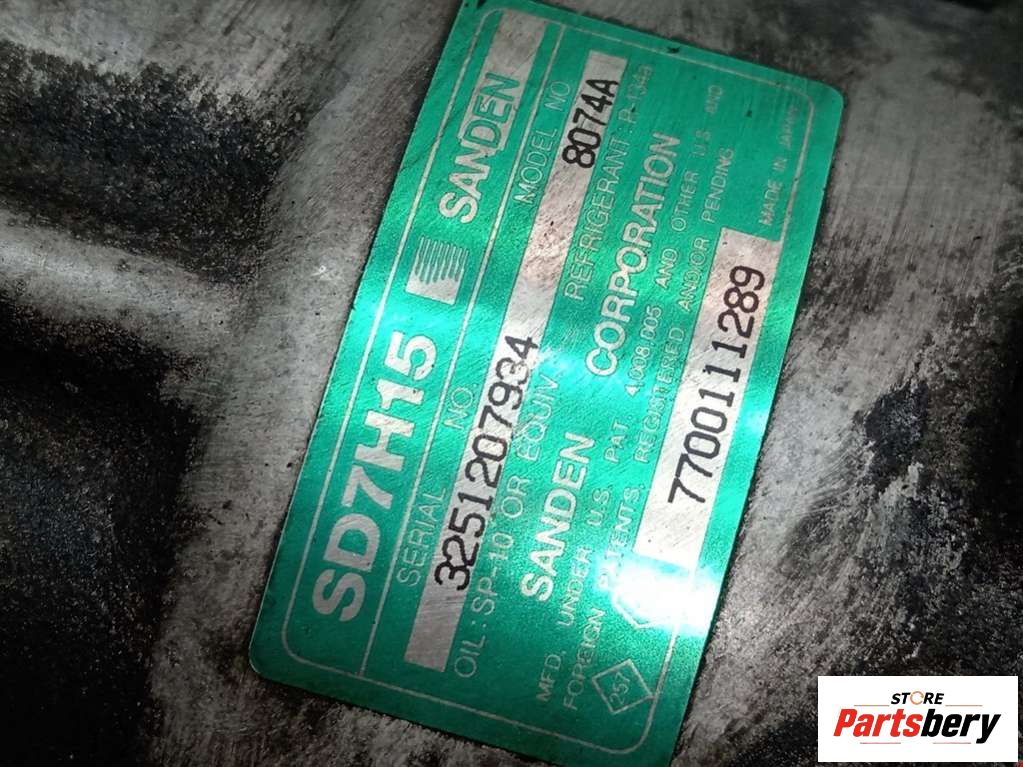 SD7H15 SANDEN
SERIAL NO. MODEL NO
3251207934 8074A
OIL : SP-10 OR EQUIV. REFRIGERANT : R-134a
SANDEN CORPORATION
MFD. UNDER U.S. PAT. 4,008,005 AND OTHER U.S. AND
FOREIGN PATENTS. REGISTERED AND/OR PENDING
7700111289
MADE IN JAPAN
STORE
Partsbery